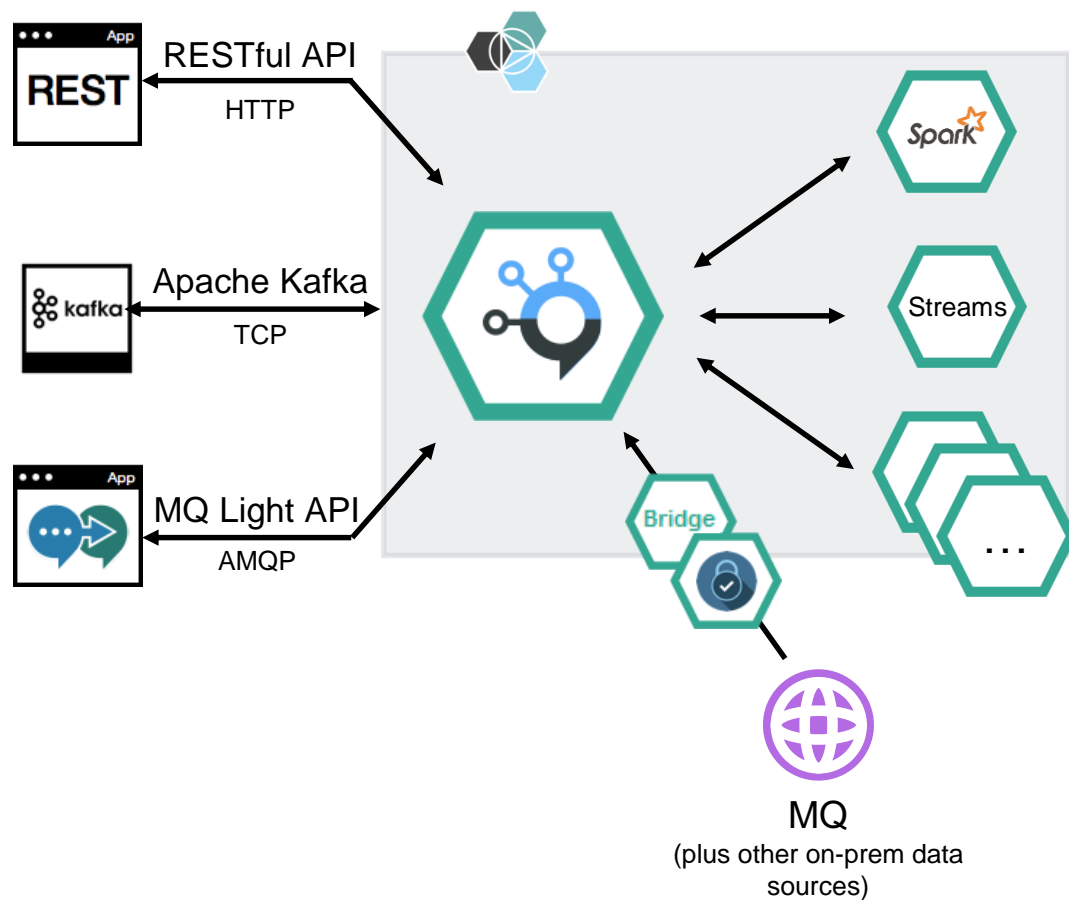 App
REST
RESTful API
HTTP
Spark
kafka
Apache Kafka
TCP
Streams
App
MQ Light API
AMQP
Bridge
...
MQ
(plus other on-prem data
sources)